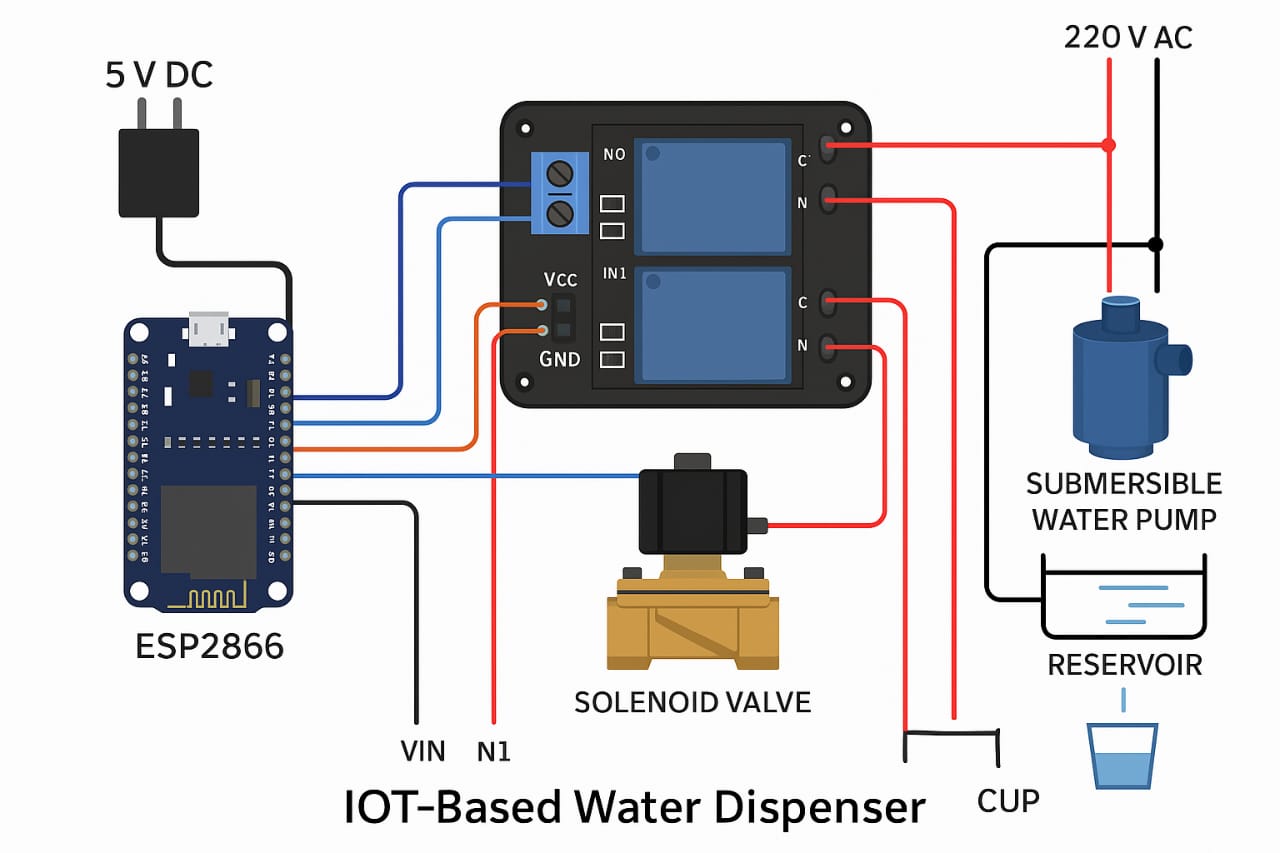 5 V DC
220 V AC
NO
C
N
IN1
VCC
GND
C
N
ESP2866
SOLENOID VALVE
SUBMERSIBLE
WATER PUMP
RESERVOIR
VIN
N1
CUP
IOT-Based Water Dispenser